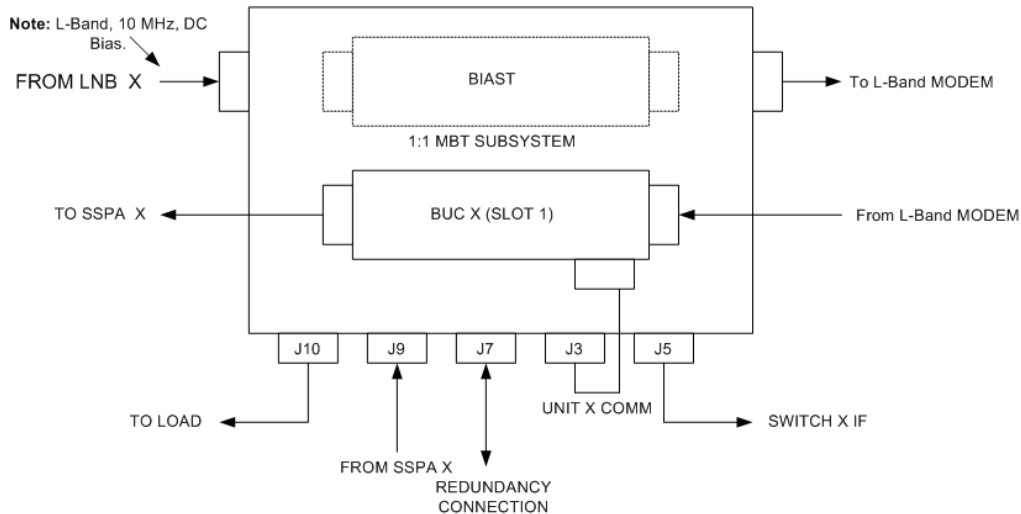 Note: L-Band, 10 MHz, DC
Bias.
FROM LNB X
BIAST
To L-Band MODEM
1:1 MBT SUBSYSTEM
TO SSPA X
BUC X (SLOT 1)
From L-Band MODEM
J10
J9
J7
J3
J5
UNIT X COMM
TO LOAD
SWITCH X IF
FROM SSPA X
REDUNDANCY
CONNECTION